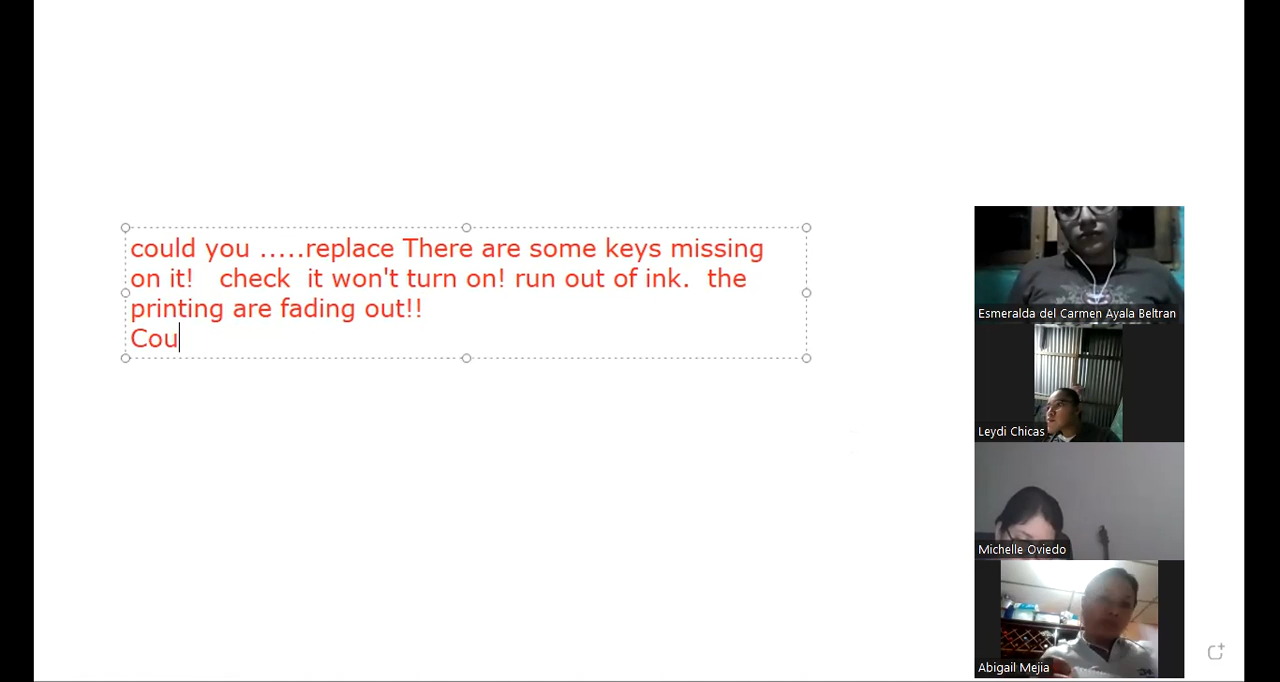 could you .....replace There are some keys missing
on it!   check  it won't turn on! run out of ink.  the
printing are fading out!!
Cou
Esmeralda del Carmen Ayala Beltran
Leydi Chicas
Michelle Oviedo
Abigail Mejia